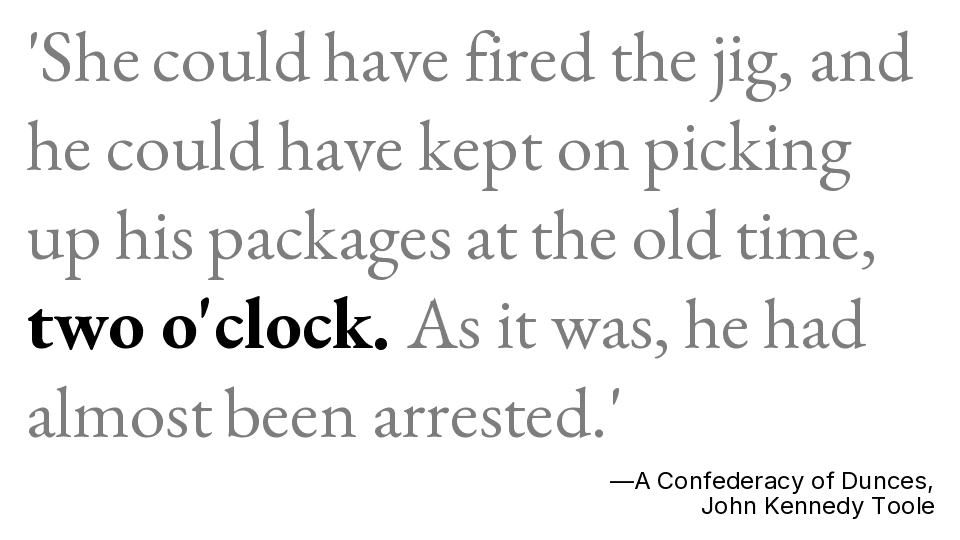 'She could have fired the jig, and
he could have kept on picking
up his packages at the old time,
two o'clock. As it was, he had
almost been arrested.'
—A Confederacy of Dunces,
John Kennedy Toole